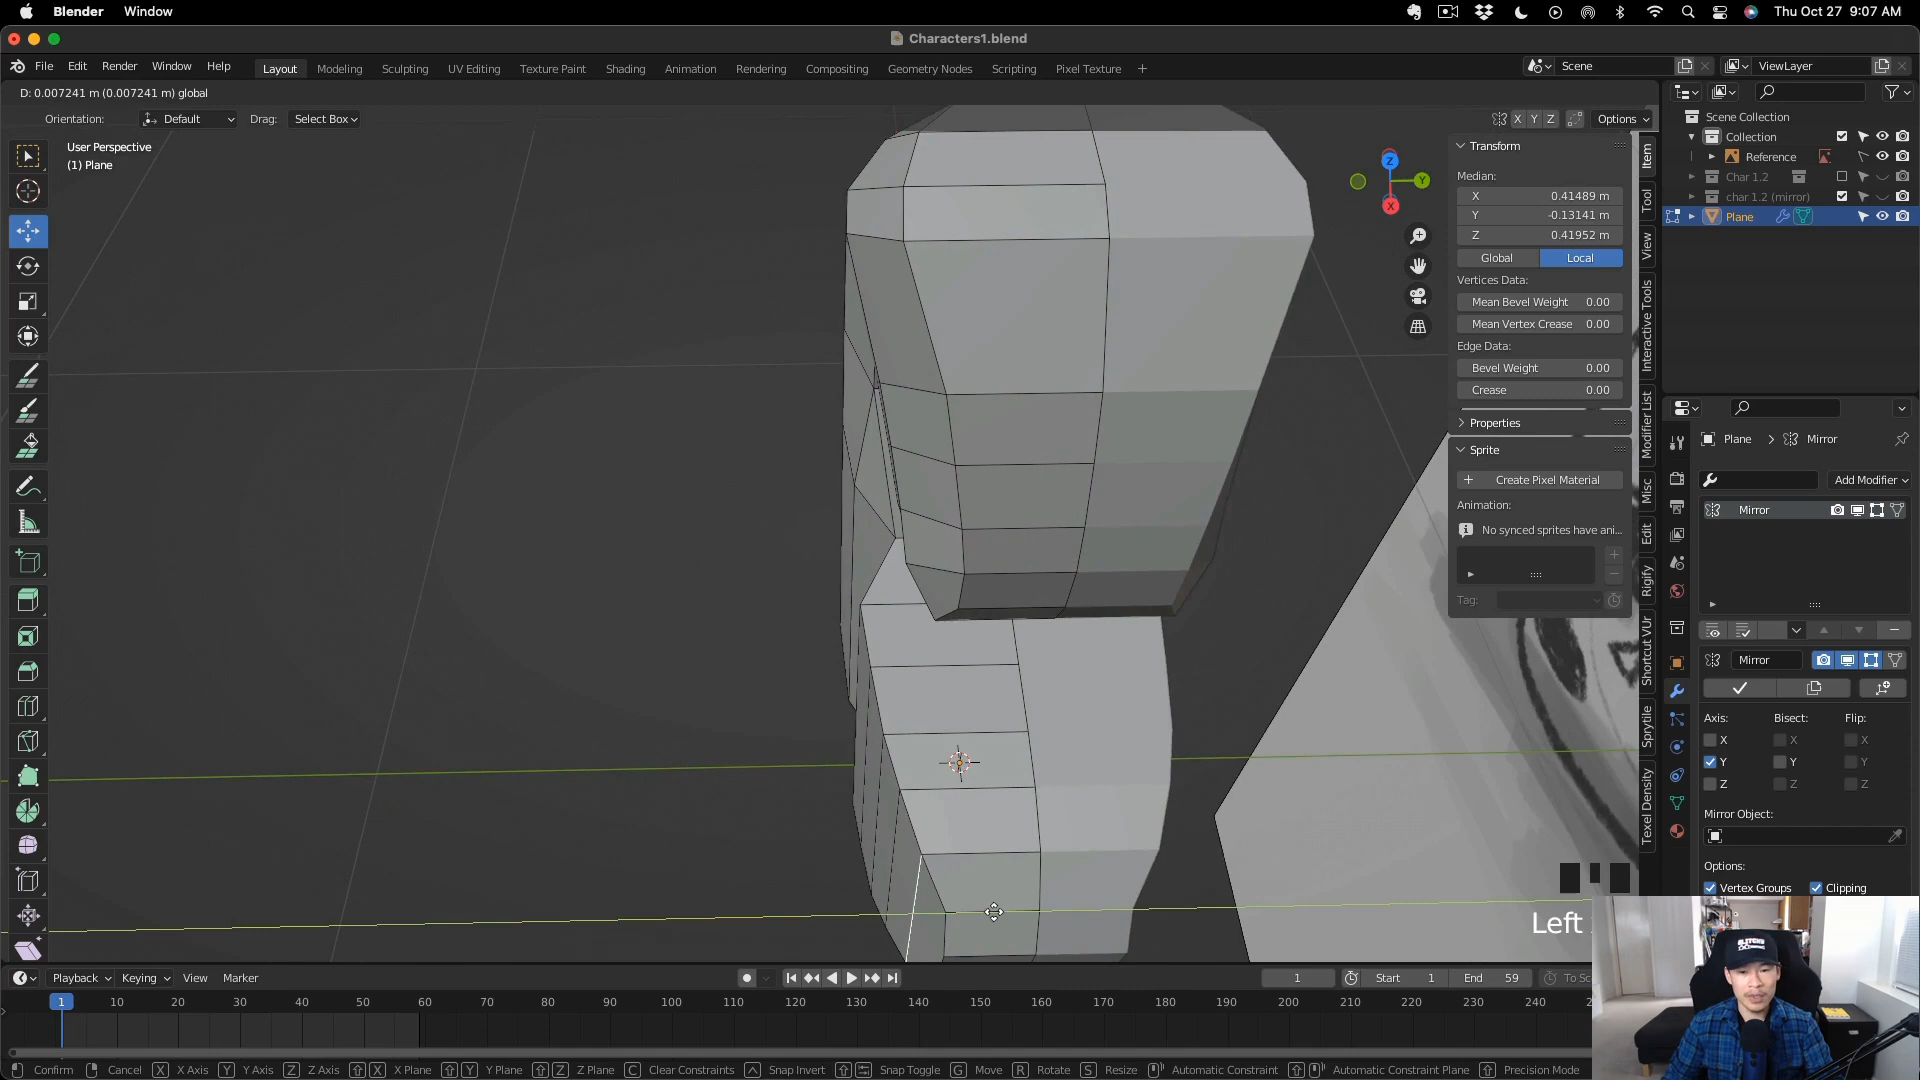 Blender Window
Thu Oct 27 9:07 AM
Characters1.blend
File Edit Render Window Help Layout Modeling Sculpting UV Editing Texture Paint Shading Animation Rendering Compositing Geometry Nodes Scripting Pixel Texture +
Scene ViewLayer
D: 0.007241 m (0.007241 m) global
Orientation: Default Drag: Select Box
X Y Z Options
User Perspective
(1) Plane
Z
Y
X
Transform
Median:
X 0.41489 m
Y -0.13141 m
Z 0.41952 m
Global Local
Vertices Data:
Mean Bevel Weight 0.00
Mean Vertex Crease 0.00
Edge Data:
Bevel Weight 0.00
Crease 0.00
Properties
Sprite
Create Pixel Material
Animation:
No synced sprites have ani...
Tag:
Item
Tool
View
Interactive Tools
Modifier List
Misc
Edit
Rigify
Shortcut VUr
Sprytile
Texel Density
Scene Collection
Collection
Reference
Char 1.2
char 1.2 (mirror)
Plane
Plane > Mirror
Add Modifier
Mirror
Mirror
Axis: Bisect: Flip:
X X X
Y Y Y
Z Z Z
Mirror Object:
Options:
Vertex Groups Clipping
Left
Playback Keying View Marker
1 Start 1 End 59
1 10 20 30 40 50 60 70 80 90 100 110 120 130 140 150 160 170 180 190 200 210 220 230 240
Confirm Cancel X X Axis Y Y Axis Z Z Axis X X Plane Y Y Plane Z Z Plane C Clear Constraints Snap Invert Snap Toggle G Move R Rotate S Resize Automatic Constraint Automatic Constraint Plane Precision Mode